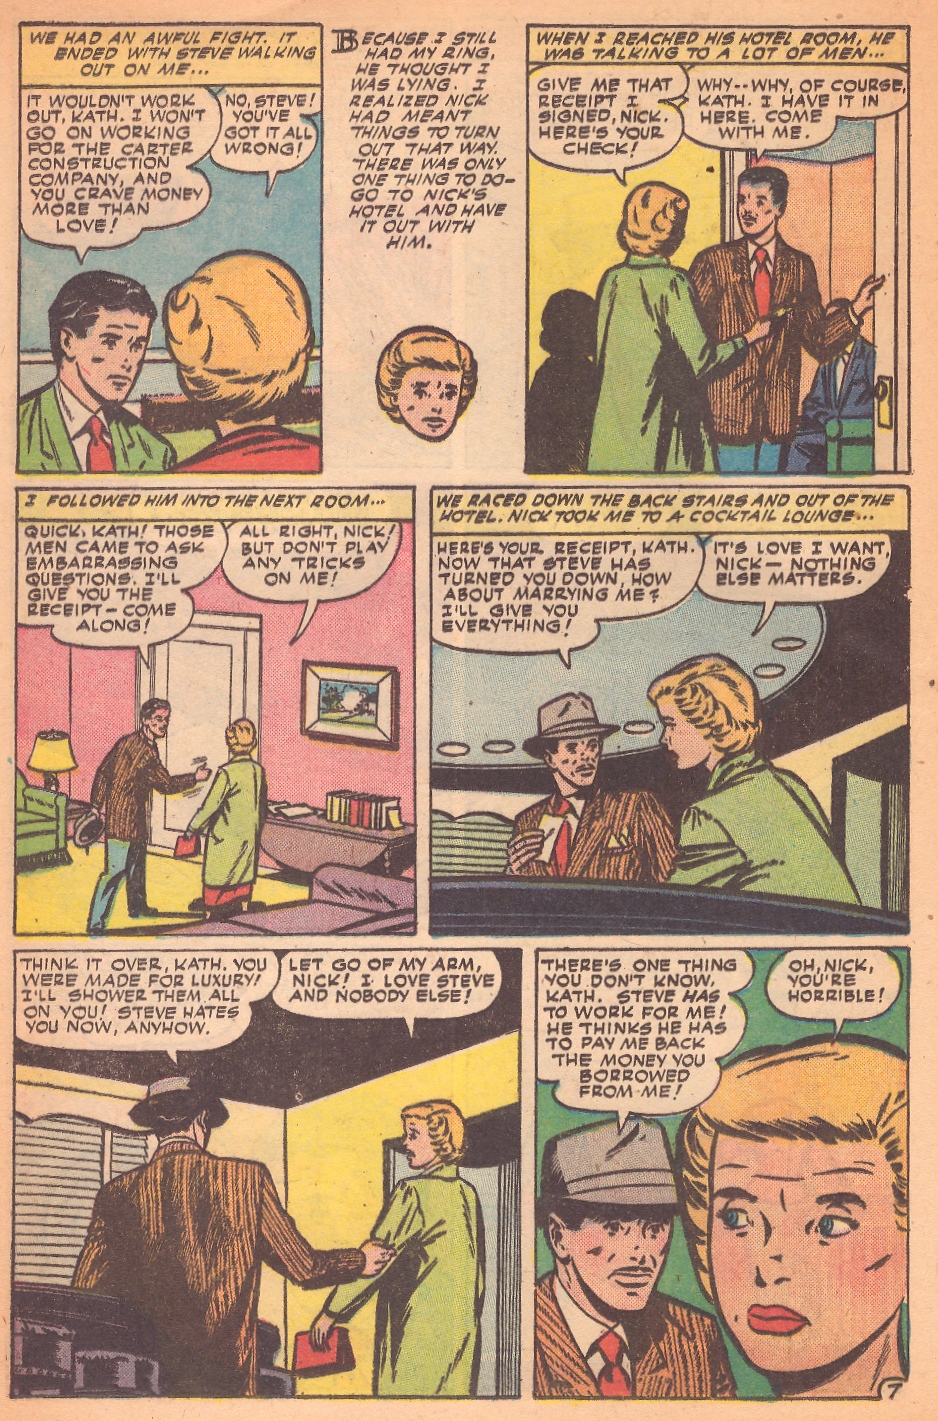 WE HAD AN AWFUL FIGHT. IT
ENDED WITH STEVE WALKING
OUT ON ME...
IT WOULDN'T WORK
OUT, KATH. I WON'T
GO ON WORKING
FOR THE CARTER
CONSTRUCTION
COMPANY, AND
YOU CRAVE MONEY
MORE THAN
LOVE!
NO, STEVE!
YOU'VE
GOT IT ALL
WRONG!
BECAUSE I STILL
HAD MY RING,
HE THOUGHT I
WAS LYING. I
REALIZED NICK
HAD MEANT
THINGS TO TURN
OUT THAT WAY.
THERE WAS ONLY
ONE THING TO DO-
GO TO NICK'S
HOTEL AND HAVE
IT OUT WITH
HIM.
WHEN I REACHED HIS HOTEL ROOM, HE
WAS TALKING TO A LOT OF MEN...
GIVE ME THAT
RECEIPT I
SIGNED, NICK.
HERE'S YOUR
CHECK!
WHY--WHY, OF COURSE,
KATH. I HAVE IT IN
HERE. COME
WITH ME.
I FOLLOWED HIM INTO THE NEXT ROOM...
QUICK, KATH! THOSE
MEN CAME TO ASK
EMBARRASSING
QUESTIONS. I'LL
GIVE YOU THE
RECEIPT-COME
ALONG!
ALL RIGHT, NICK!
BUT DON'T PLAY
ANY TRICKS
ON ME!
WE RACED DOWN THE BACK STAIRS AND OUT OF THE
HOTEL. NICK TOOK ME TO A COCKTAIL LOUNGE...
HERE'S YOUR RECEIPT, KATH.
NOW THAT STEVE HAS
TURNED YOU DOWN, HOW
ABOUT MARRYING ME?
I'LL GIVE YOU
EVERYTHING!
IT'S LOVE I WANT,
NICK-NOTHING
ELSE MATTERS.
THINK IT OVER, KATH. YOU
WERE MADE FOR LUXURY!
I'LL SHOWER THEM ALL
ON YOU! STEVE HATES
YOU NOW, ANYHOW.
LET GO OF MY ARM,
NICK! I LOVE STEVE
AND NOBODY ELSE!
THERE'S ONE THING
YOU DON'T KNOW,
KATH. STEVE HAS
TO WORK FOR ME!
HE THINKS HE HAS
TO PAY ME BACK
THE MONEY YOU
BORROWED
FROM ME!
OH, NICK,
YOU'RE
HORRIBLE!
7